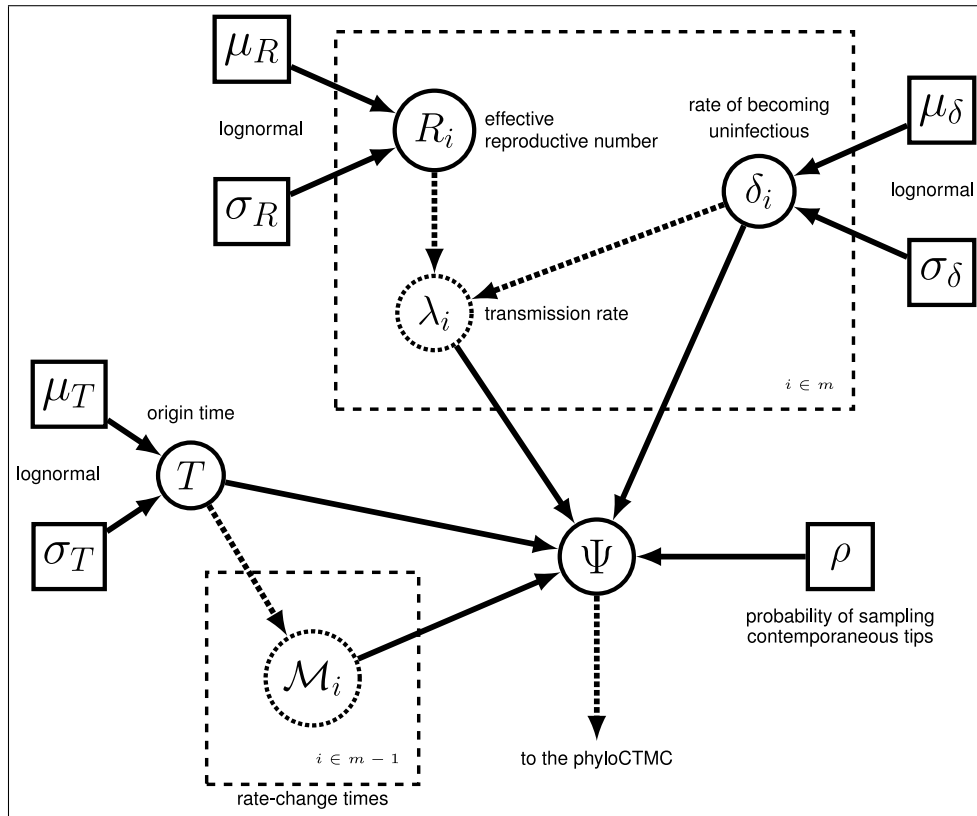 μ_R
lognormal
σ_R
R_i
effective
reproductive number
rate of becoming
uninfectious
δ_i
μ_δ
lognormal
σ_δ
λ_i
transmission rate
i ∈ m
μ_T
origin time
lognormal
T
σ_T
Ψ
ρ
probability of sampling
contemporaneous tips
ℳ_i
i ∈ m − 1
rate-change times
to the phyloCTMC